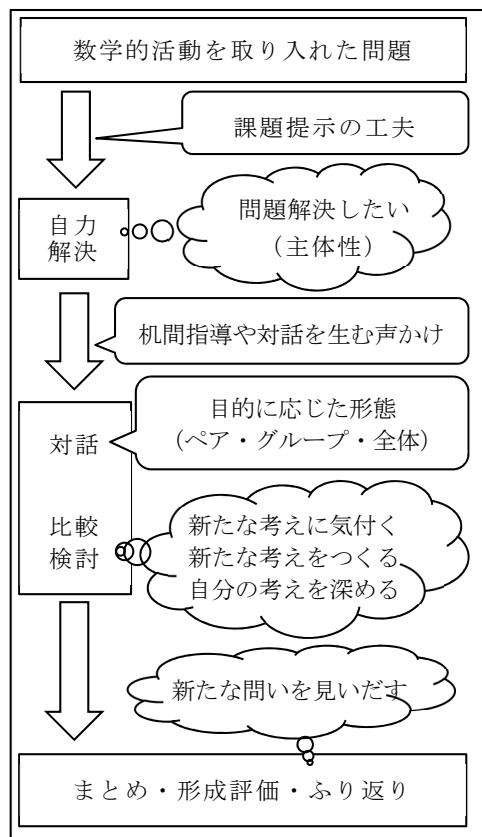 数学的活動を取り入れた問題
課題提示の工夫
自力
解決
問題解決したい
（主体性）
机間指導や対話を生む声かけ
目的に応じた形態
（ペア・グループ・全体）
対話
比較
検討
新たな考えに気付く
新たな考えをつくる
自分の考えを深める
新たな問いを見いだす
まとめ・形成評価・ふり返り